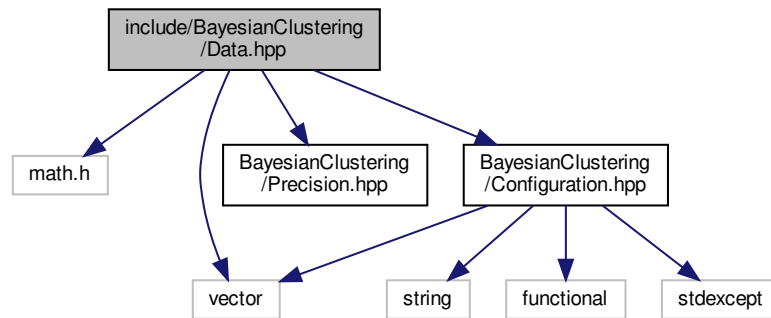 include/BayesianClustering
/Data.hpp
math.h
BayesianClustering
/Precision.hpp
BayesianClustering
/Configuration.hpp
vector
string
functional
stdexcept